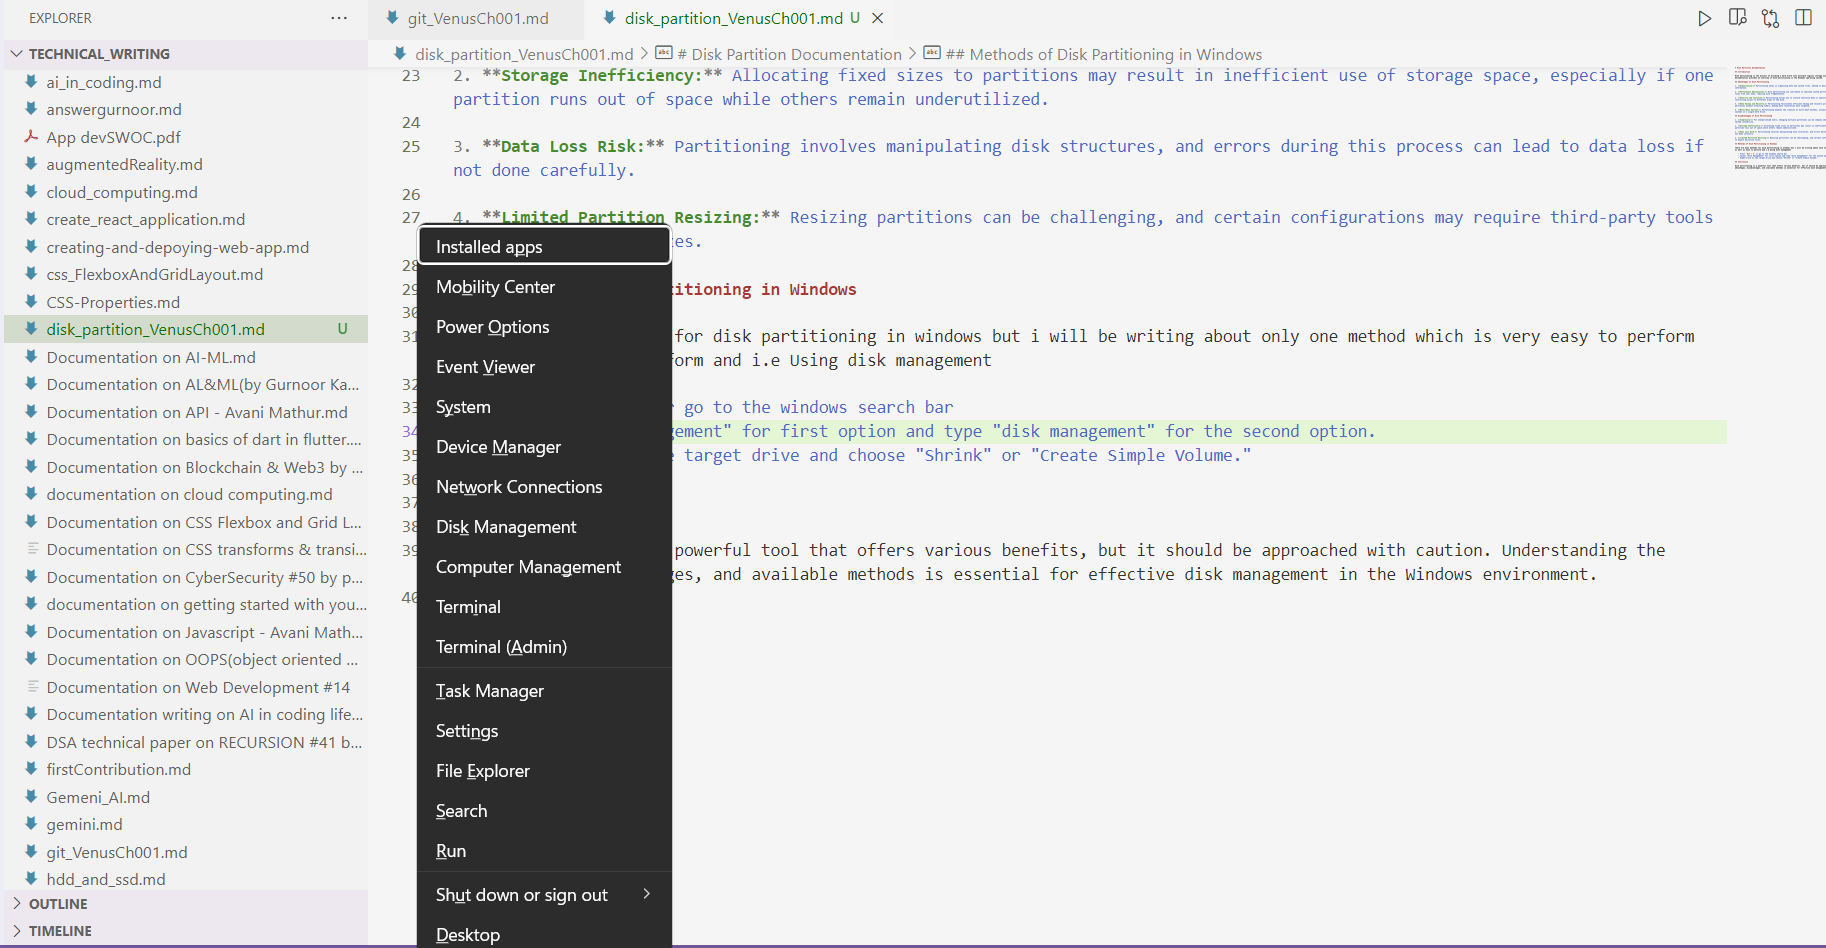 EXPLORER
···
TECHNICAL_WRITING
ai_in_coding.md
answergurnoor.md
App devSWOC.pdf
augmentedReality.md
cloud_computing.md
create_react_application.md
creating-and-depoying-web-app.md
css_FlexboxAndGridLayout.md
CSS-Properties.md
disk_partition_VenusCh001.md U
Documentation on AI-ML.md
Documentation on AL&ML(by Gurnoor Ka...
Documentation on API - Avani Mathur.md
Documentation on basics of dart in flutter....
Documentation on Blockchain & Web3 by ...
documentation on cloud computing.md
Documentation on CSS Flexbox and Grid L...
Documentation on CSS transforms & transi...
Documentation on CyberSecurity #50 by p...
documentation on getting started with you...
Documentation on Javascript - Avani Math...
Documentation on OOPS(object oriented ...
Documentation on Web Development #14
Documentation writing on AI in coding life...
DSA technical paper on RECURSION #41 b...
firstContribution.md
Gemeni_AI.md
gemini.md
git_VenusCh001.md
hdd_and_ssd.md
OUTLINE
TIMELINE
git_VenusCh001.md
disk_partition_VenusCh001.md U
disk_partition_VenusCh001.md > # Disk Partition Documentation > ## Methods of Disk Partitioning in Windows
23 2. **Storage Inefficiency:** Allocating fixed sizes to partitions may result in inefficient use of storage space, especially if one
partition runs out of space while others remain underutilized.
24
25 3. **Data Loss Risk:** Partitioning involves manipulating disk structures, and errors during this process can lead to data loss if
not done carefully.
26
27 4. **Limited Partition Resizing:** Resizing partitions can be challenging, and certain configurations may require third-party tools
es.
28
29 itioning in Windows
30
31 for disk partitioning in windows but i will be writing about only one method which is very easy to perform
form and i.e Using disk management
32
33 go to the windows search bar
34 gement" for first option and type "disk management" for the second option.
35 target drive and choose "Shrink" or "Create Simple Volume."
36
37
38
39 powerful tool that offers various benefits, but it should be approached with caution. Understanding the
ges, and available methods is essential for effective disk management in the Windows environment.
40
Installed apps
Mobility Center
Power Options
Event Viewer
System
Device Manager
Network Connections
Disk Management
Computer Management
Terminal
Terminal (Admin)
Task Manager
Settings
File Explorer
Search
Run
Shut down or sign out
Desktop